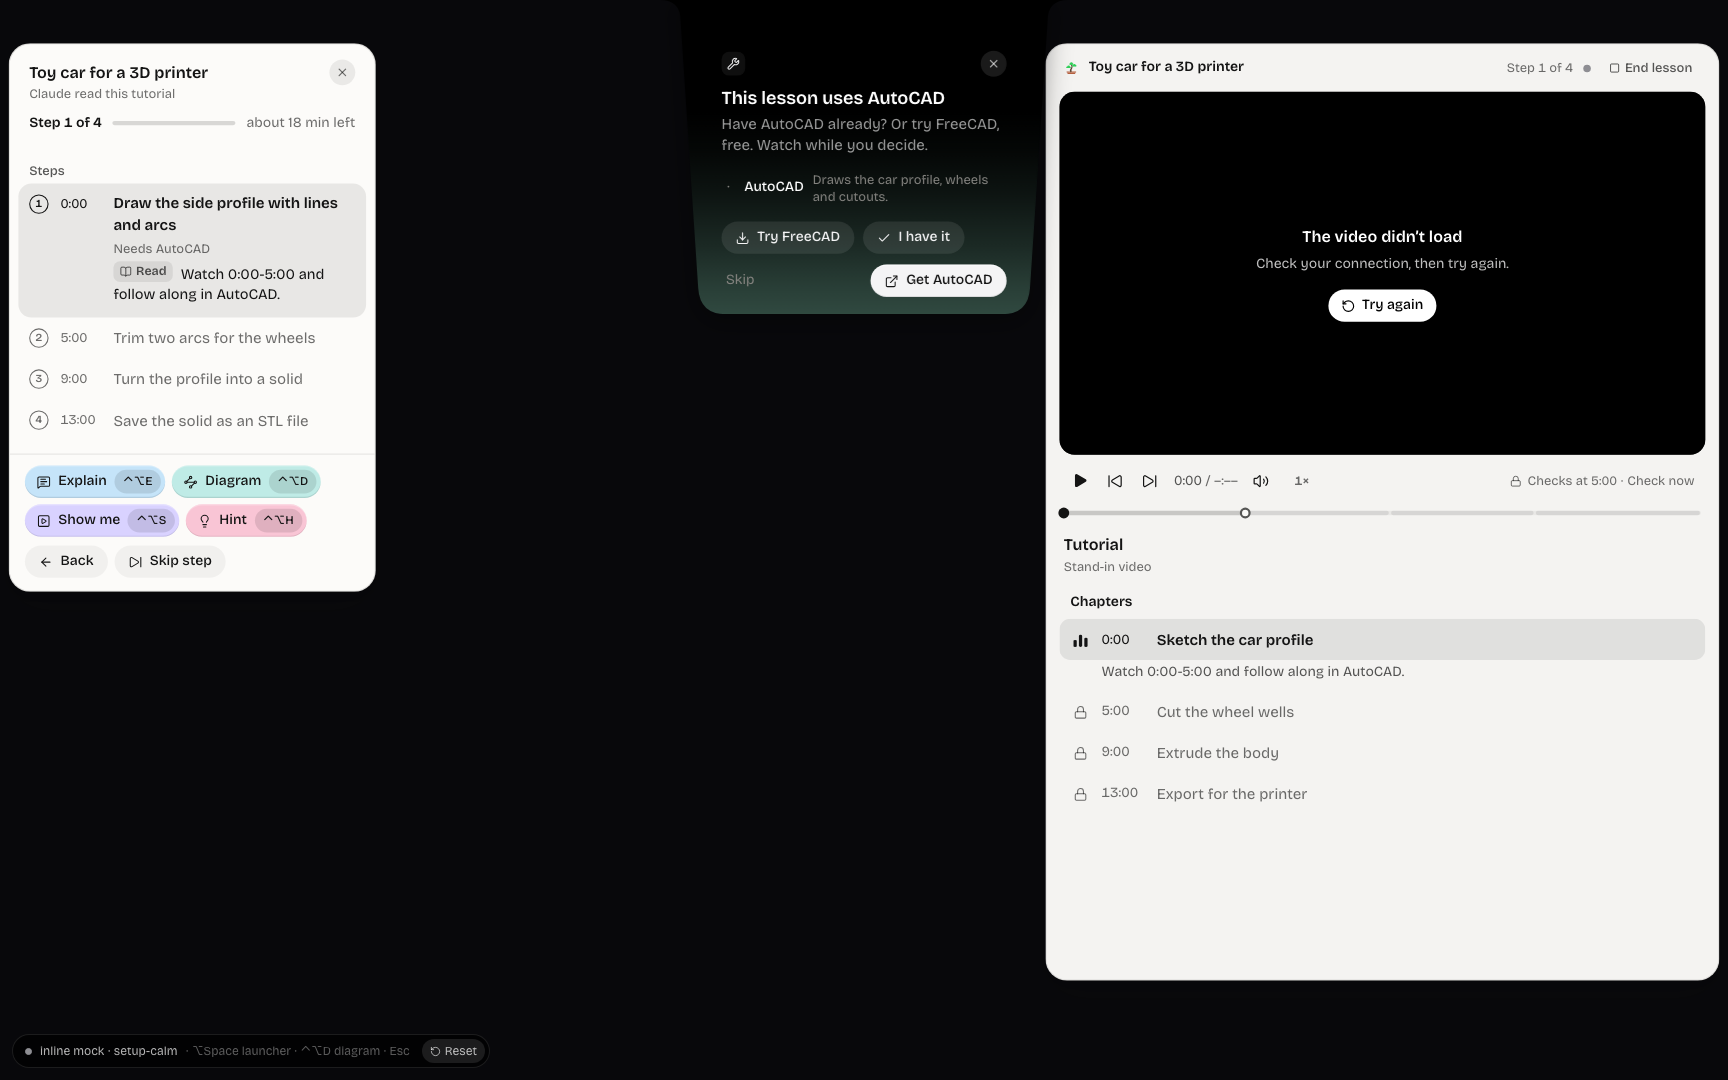 Toy car for a 3D printer
Claude read this tutorial
Step 1 of 4 about 18 min left
Steps
1 0:00 Draw the side profile with lines
and arcs
Needs AutoCAD
Read Watch 0:00-5:00 and
follow along in AutoCAD.
2 5:00 Trim two arcs for the wheels
3 9:00 Turn the profile into a solid
4 13:00 Save the solid as an STL file
Explain ⌃⌥E Diagram ⌃⌥D
Show me ⌃⌥S Hint ⌃⌥H
Back Skip step
This lesson uses AutoCAD
Have AutoCAD already? Or try FreeCAD,
free. Watch while you decide.
· AutoCAD Draws the car profile, wheels
and cutouts.
Try FreeCAD I have it
Skip Get AutoCAD
Toy car for a 3D printer Step 1 of 4 End lesson
The video didn’t load
Check your connection, then try again.
Try again
0:00 / –:–– 1× Checks at 5:00 · Check now
Tutorial
Stand-in video
Chapters
0:00 Sketch the car profile
Watch 0:00-5:00 and follow along in AutoCAD.
5:00 Cut the wheel wells
9:00 Extrude the body
13:00 Export for the printer
inline mock · setup-calm · ⌥Space launcher · ⌃⌥D diagram · Esc Reset